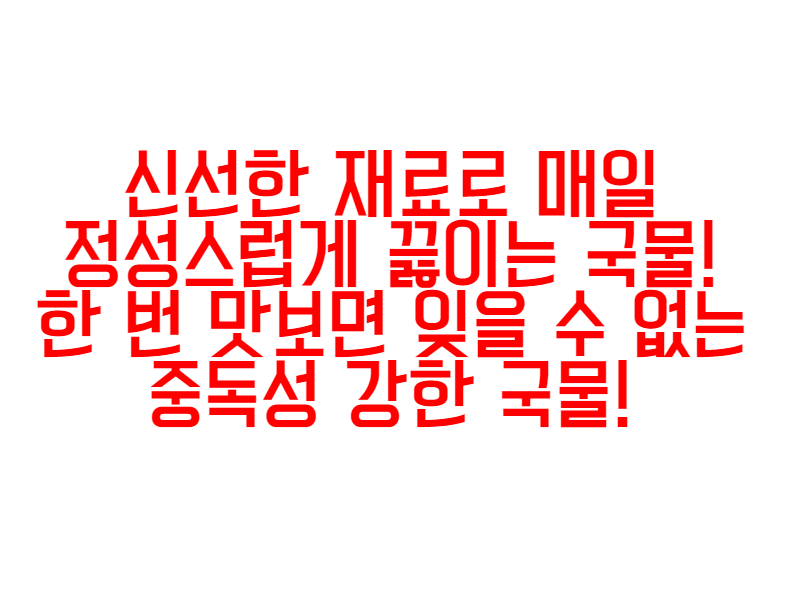 신선한 재료로 매일
정성스럽게 끓이는 국물!
한 번 맛보면 잊을 수 없는
중독성 강한 국물!